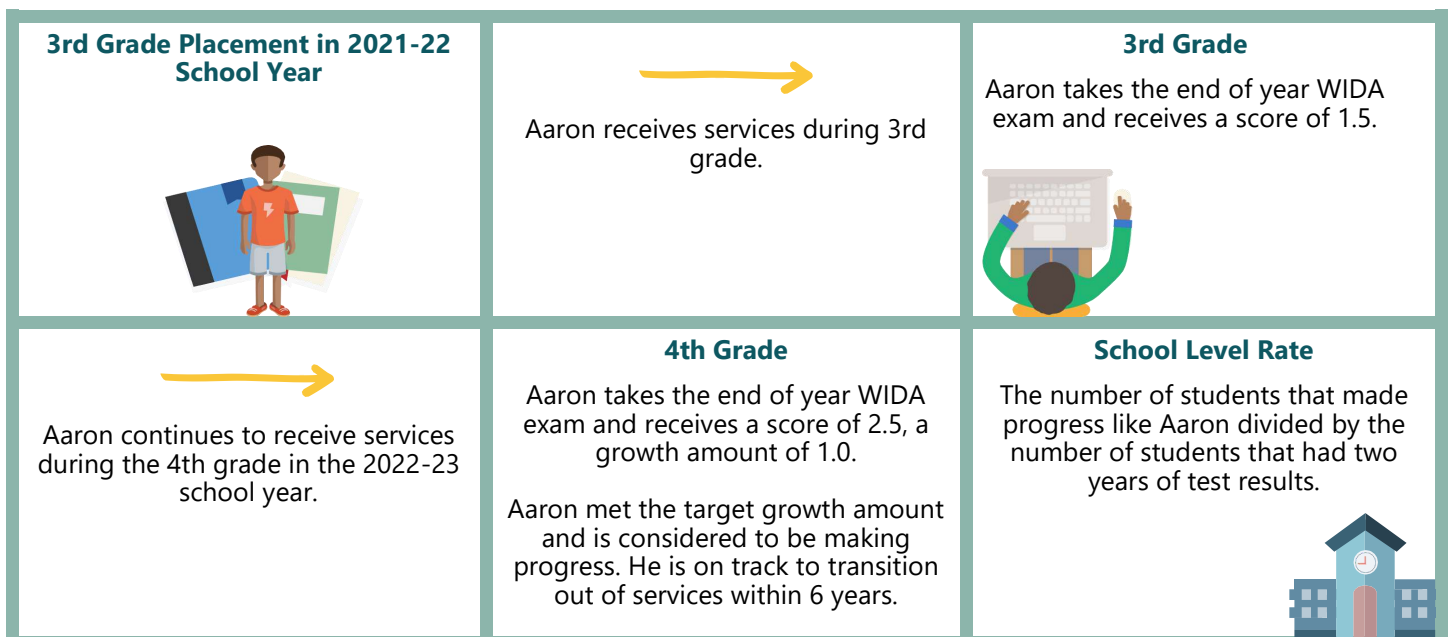 3rd Grade Placement in 2021-22
School Year
Aaron receives services during 3rd
grade.
3rd Grade
Aaron takes the end of year WIDA
exam and receives a score of 1.5.
Aaron continues to receive services
during the 4th grade in the 2022-23
school year.
4th Grade
Aaron takes the end of year WIDA
exam and receives a score of 2.5, a
growth amount of 1.0.
Aaron met the target growth amount
and is considered to be making
progress. He is on track to transition
out of services within 6 years.
School Level Rate
The number of students that made
progress like Aaron divided by the
number of students that had two
years of test results.